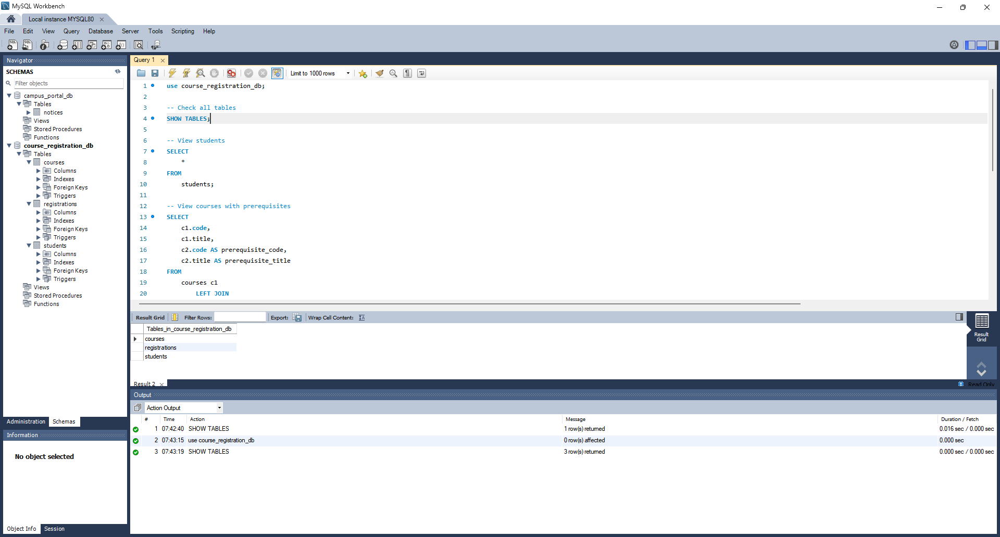 MySQL Workbench
Local instance MYSQL80
File Edit View Query Database Server Tools Scripting Help
Navigator
SCHEMAS
Filter objects
campus_portal_db
Tables
notices
Views
Stored Procedures
Functions
course_registration_db
Tables
courses
Columns
Indexes
Foreign Keys
Triggers
registrations
Columns
Indexes
Foreign Keys
Triggers
students
Columns
Indexes
Foreign Keys
Triggers
Views
Stored Procedures
Functions
Administration Schemas
Information
No object selected
Object Info Session
Query 1
Limit to 1000 rows
1 use course_registration_db;
2
3 -- Check all tables
4 SHOW TABLES;
5
6 -- View students
7 SELECT
8 *
9 FROM
10 students;
11
12 -- View courses with prerequisites
13 SELECT
14 c1.code,
15 c1.title,
16 c2.code AS prerequisite_code,
17 c2.title AS prerequisite_title
18 FROM
19 courses c1
20 LEFT JOIN
Result Grid Filter Rows: Export: Wrap Cell Content: IA
Tables_in_course_registration_db
courses
registrations
students
Result
Grid
Result 2
Read Only
Output
Action Output
# Time Action Message Duration / Fetch
1 07:42:40 SHOW TABLES 1 row(s) returned 0.016 sec / 0.000 sec
2 07:43:15 use course_registration_db 0 row(s) affected 0.000 sec
3 07:43:19 SHOW TABLES 3 row(s) returned 0.000 sec / 0.000 sec